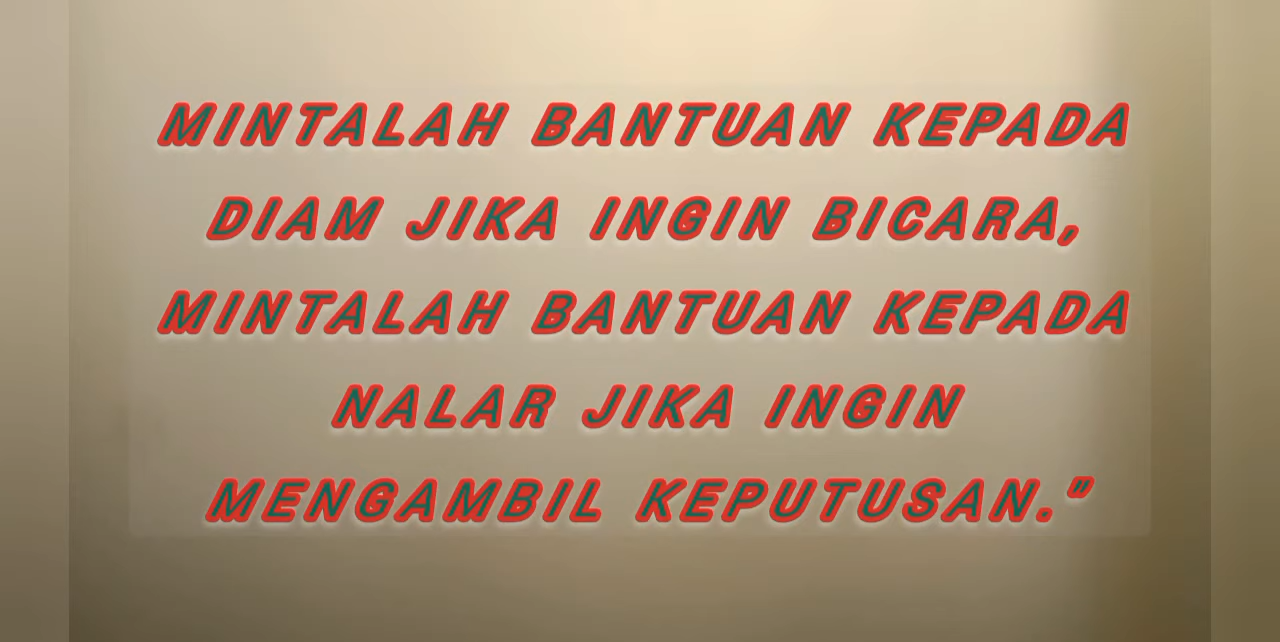 MINTALAH BANTUAN KEPADA
DIAM JIKA INGIN BICARA,
MINTALAH BANTUAN KEPADA
NALAR JIKA INGIN
MENGAMBIL KEPUTUSAN."